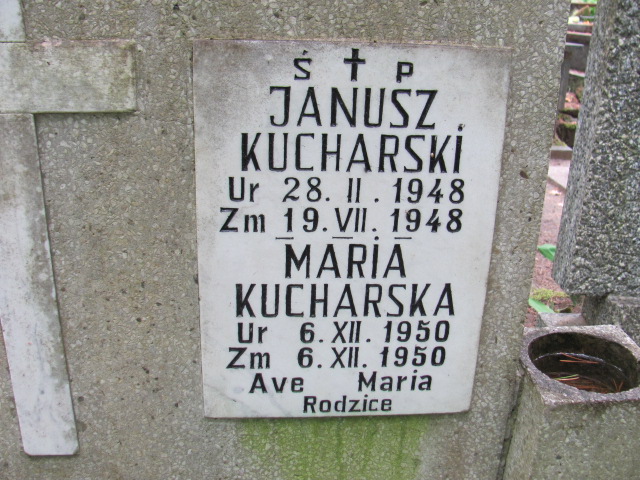 Ś † P
JANUSZ
KUCHARSKI
Ur 28. II. 1948
Zm 19. VII. 1948
MARIA
KUCHARSKA
Ur 6. XII. 1950
Zm 6. XII. 1950
Ave Maria
Rodzice